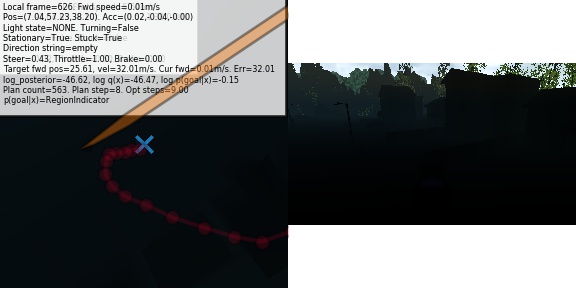 Local frame=626. Fwd speed=0.01m/s
Pos=(7.04,57.23,38.20). Acc=(0.02,-0.04,-0.00)
Light state=NONE. Turning=False
Stationary=True. Stuck=True
Direction string=empty
Steer=0.43, Throttle=1.00, Brake=0.00
Target fwd pos=25.61, vel=32.01m/s. Cur fwd=0.01m/s. Err=32.01
log_posterior=-46.62, log q(x)=-46.47, log p(goal|x)=-0.15
Plan count=563. Plan step=8. Opt steps=9.00
p(goal|x)=RegionIndicator